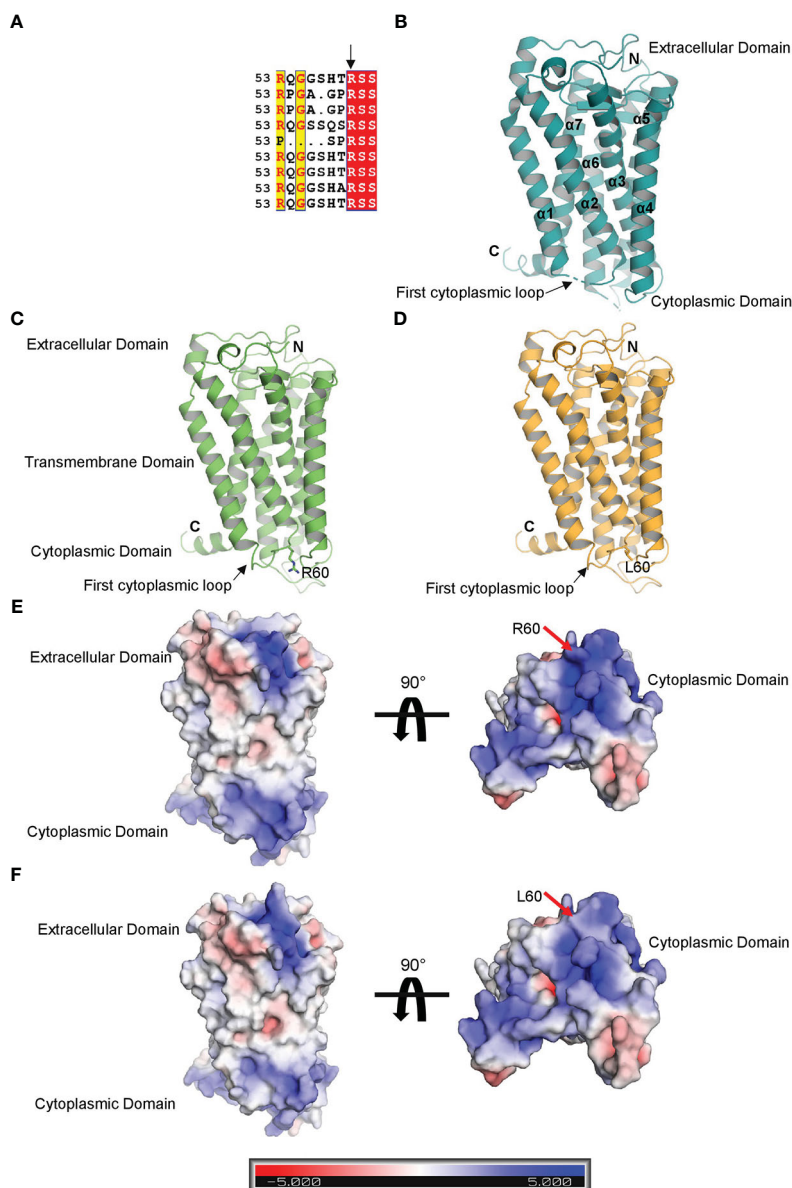 A
53 RQGGSHTRSS
53 RPGA.GPRSS
53 RPGA.GPRSS
53 RQGSSQSRSS
53 P....SPRSS
53 RQGGSHTRSS
53 RQGGSHARSS
53 RQGGSHTRSS
B
Extracellular Domain
N
α7
α5
α6
α3
α1
α2
α4
C
First cytoplasmic loop
Cytoplasmic Domain
C
Extracellular Domain
N
Transmembrane Domain
C
Cytoplasmic Domain
R60
First cytoplasmic loop
D
N
C
L60
First cytoplasmic loop
E
Extracellular Domain
Cytoplasmic Domain
90°
R60
Cytoplasmic Domain
F
Extracellular Domain
Cytoplasmic Domain
90°
L60
Cytoplasmic Domain
-5.000
5.000